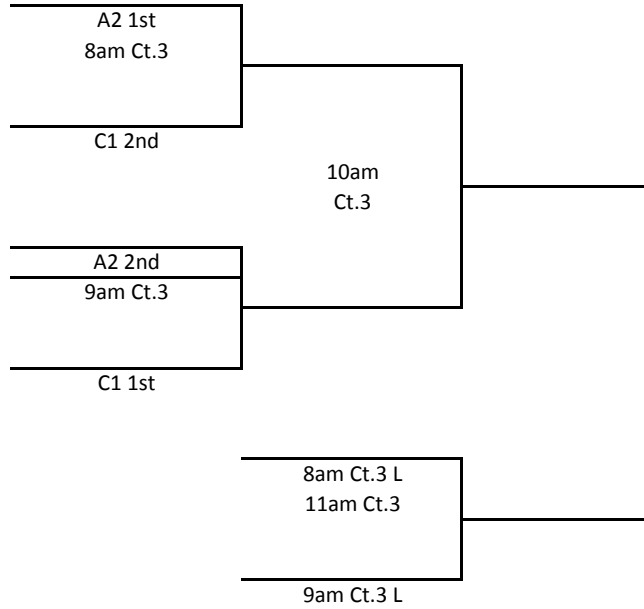 A2 1st
8am Ct.3
C1 2nd
10am
Ct.3
A2 2nd
9am Ct.3
C1 1st
8am Ct.3 L
11am Ct.3
9am Ct.3 L